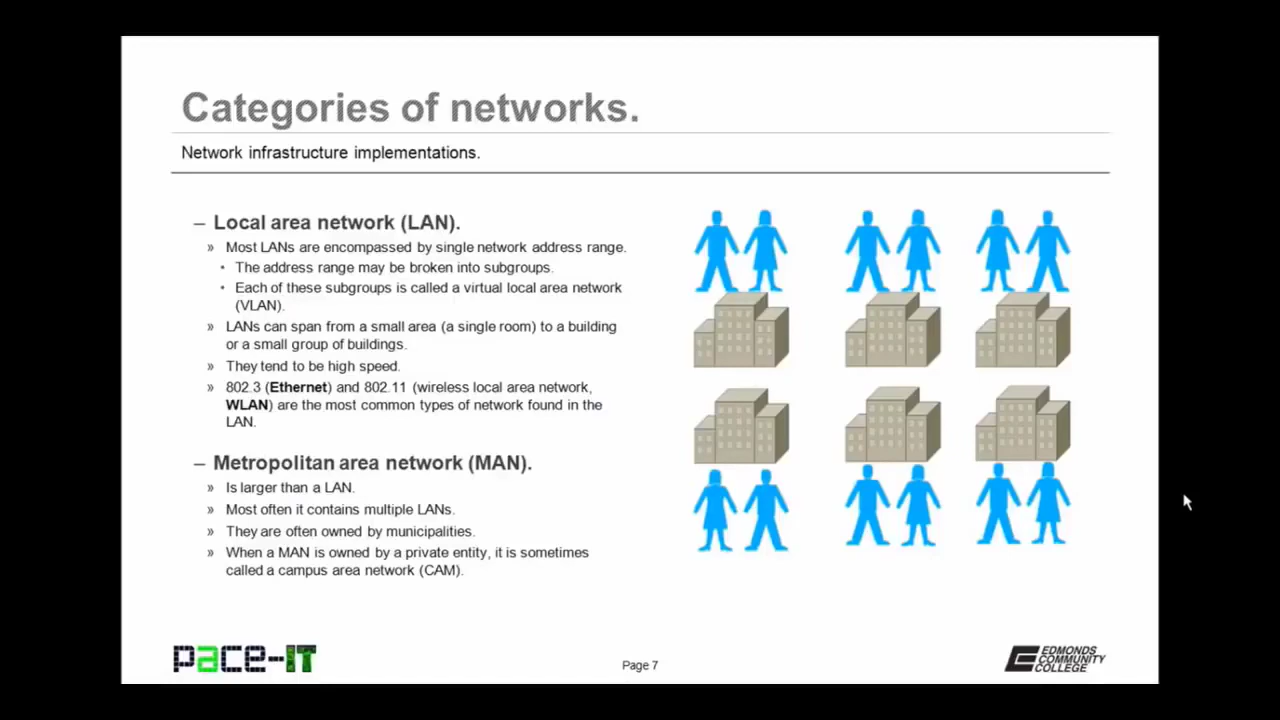 Categories of networks.
Network infrastructure implementations.
– Local area network (LAN).
» Most LANs are encompassed by single network address range.
• The address range may be broken into subgroups.
• Each of these subgroups is called a virtual local area network
(VLAN).
» LANs can span from a small area (a single room) to a building
or a small group of buildings.
» They tend to be high speed.
» 802.3 (Ethernet) and 802.11 (wireless local area network,
WLAN) are the most common types of network found in the
LAN.
– Metropolitan area network (MAN).
» Is larger than a LAN.
» Most often it contains multiple LANs.
» They are often owned by municipalities.
» When a MAN is owned by a private entity, it is sometimes
called a campus area network (CAM).
pace-IT
Page 7
EDMONDS
COMMUNITY
COLLEGE